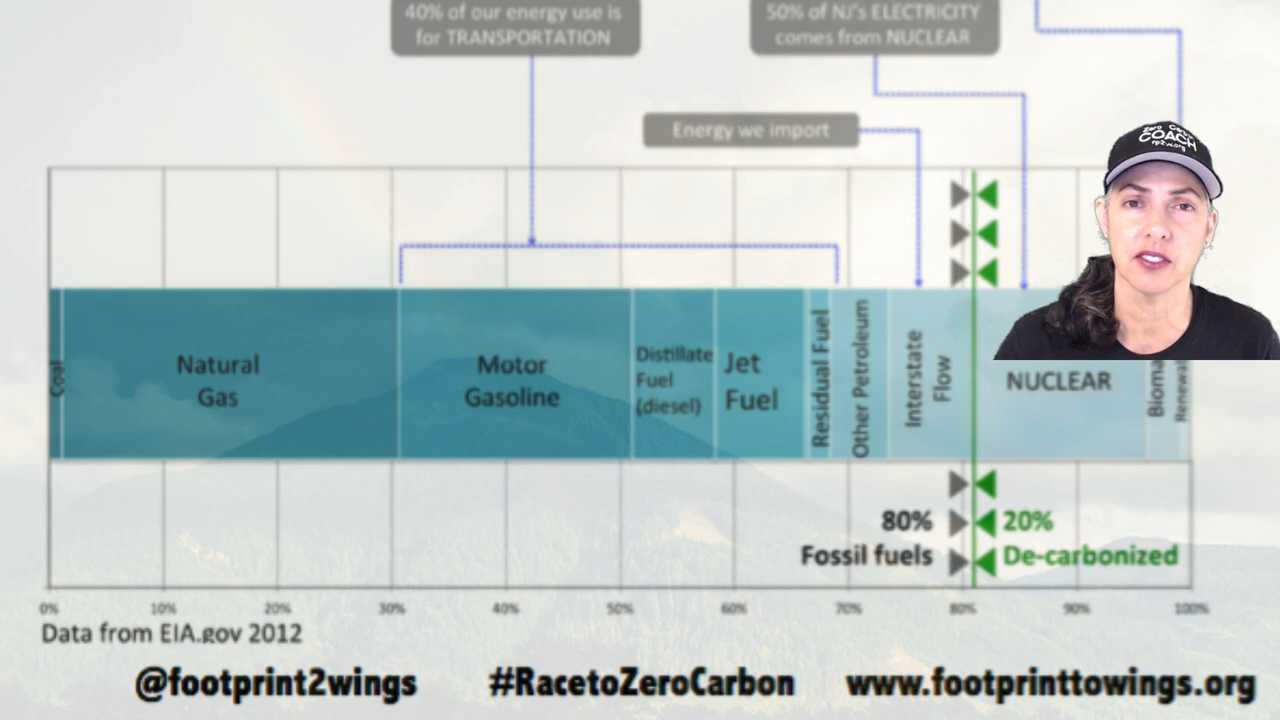 40% of our energy use is
for TRANSPORTATION
50% of NJ's ELECTRICITY
comes from NUCLEAR
Energy we import
COACH
Coal
Natural
Gas
Motor
Gasoline
Distillate
Fuel
(diesel)
Jet
Fuel
Residual Fuel
Other Petroleum
Interstate
Flow
NUCLEAR
80%
Fossil fuels
20%
De-carbonized
0% 10% 20% 30% 40% 50% 60% 70% 80% 90% 100%
Data from EIA.gov 2012
@footprint2wings #RacetoZeroCarbon www.footprinttowings.org